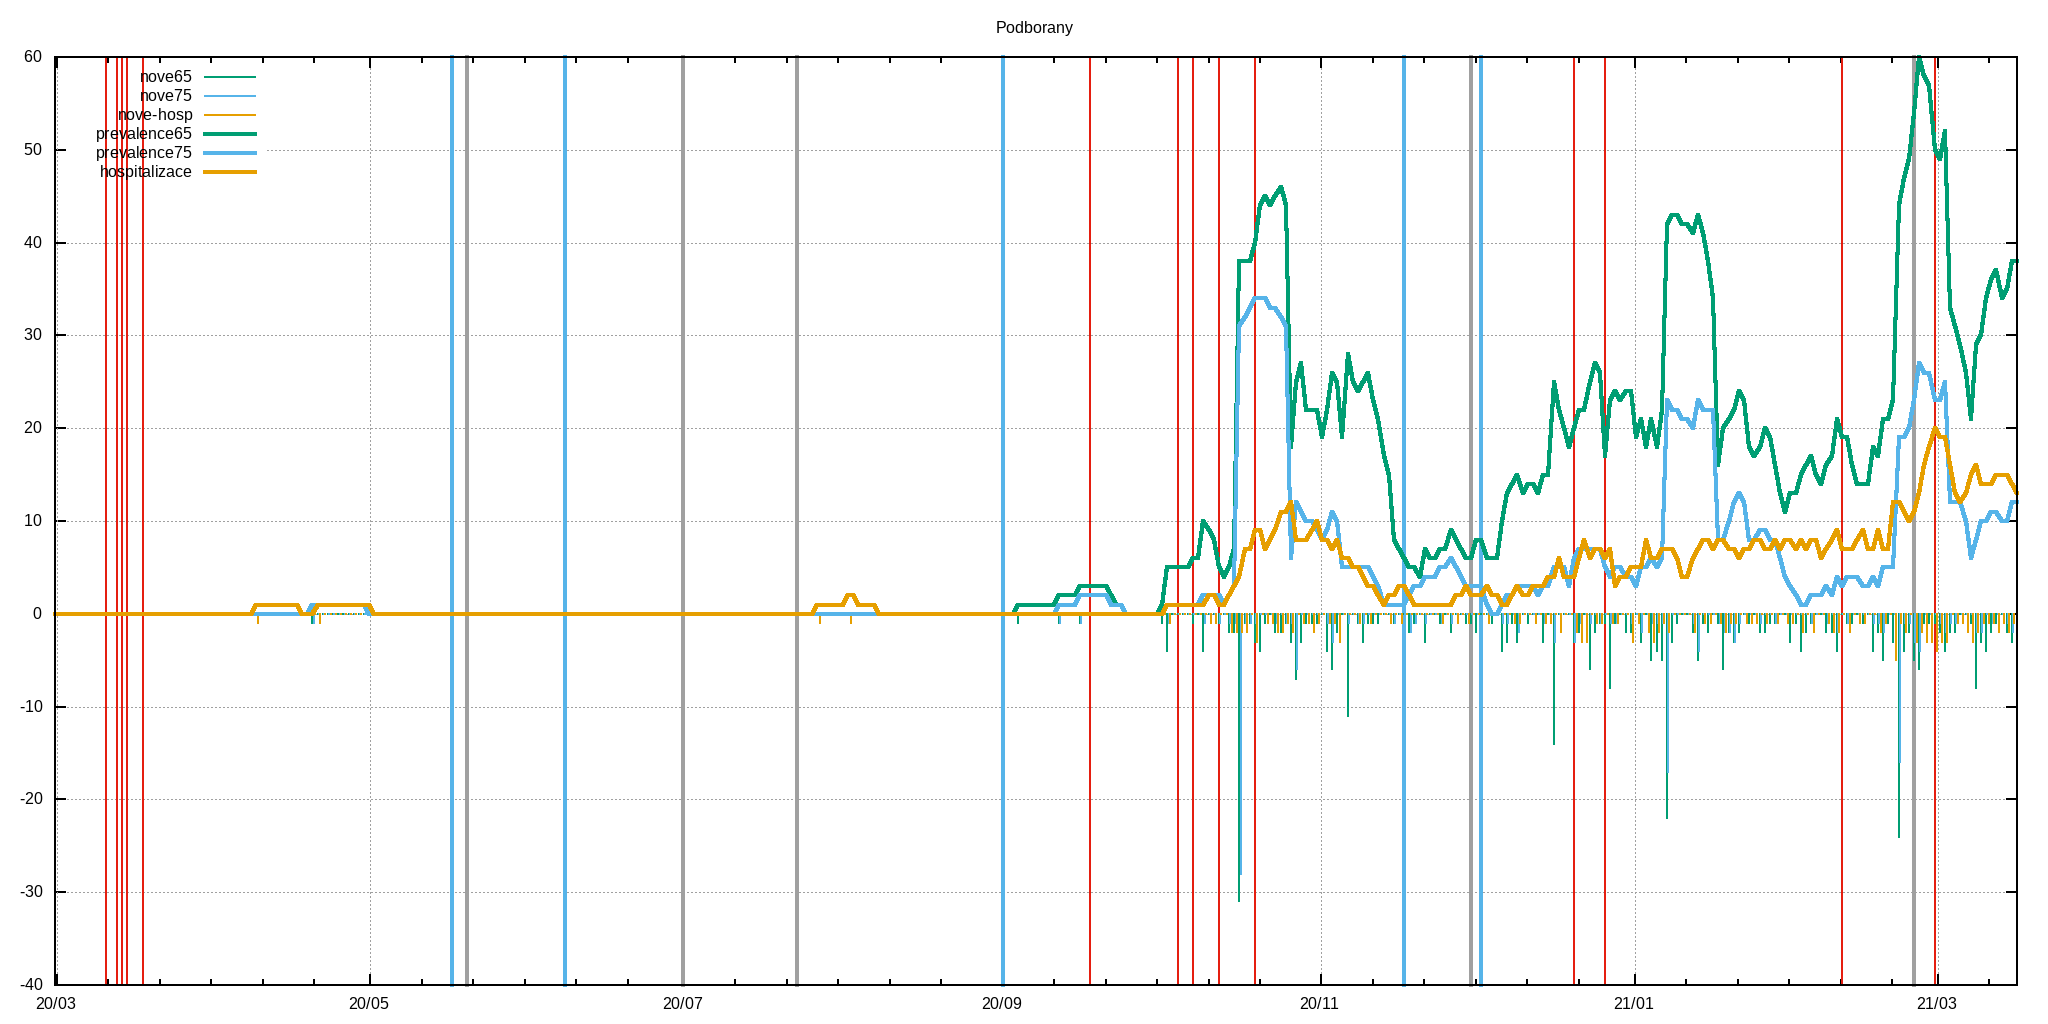 Podborany
60
nove65
nove75
nove-hosp
prevalence65
50
prevalence75
hospitalizace
40
30
20
10
0
-10
-20
-30
-40
20/03 20/05 20/07 20/09 20/11 21/01 21/03